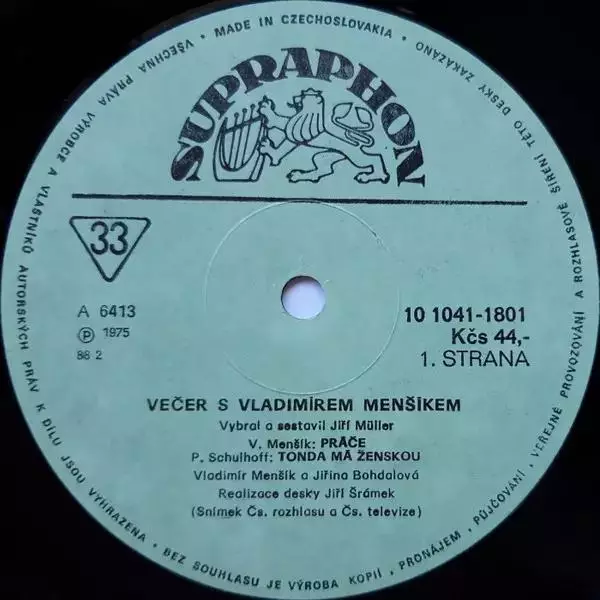 VŠECHNA PRÁVA VÝROBCE A VLASTNÍKŮ AUTORSKÝCH PRÁV K DÍLU JSOU VYHRAZENA • BEZ SOUHLASU JE VÝROBA KOPIÍ, PRONÁJEM, PŮJČOVÁNÍ, VEŘEJNÉ PROVOZOVÁNÍ A ROZHLASOVÉ ŠÍŘENÍ TÉTO DESKY ZAKÁZÁNO • MADE IN CZECHOSLOVAKIA •
SUPRAPHON
33
A 6413
Ⓟ 1975
88 2
10 1041-1801
Kčs 44,-
1. STRANA
VEČER S VLADIMÍREM MENŠÍKEM
Vybral a sestavil Jiří Müller
V. Menšík: PRÁCE
P. Schulhoff: TONDA MÁ ŽENSKOU
Vladimír Menšík a Jiřina Bohdalová
Realizace desky Jiří Šrámek
(Snímek Čs. rozhlasu a Čs. televize)